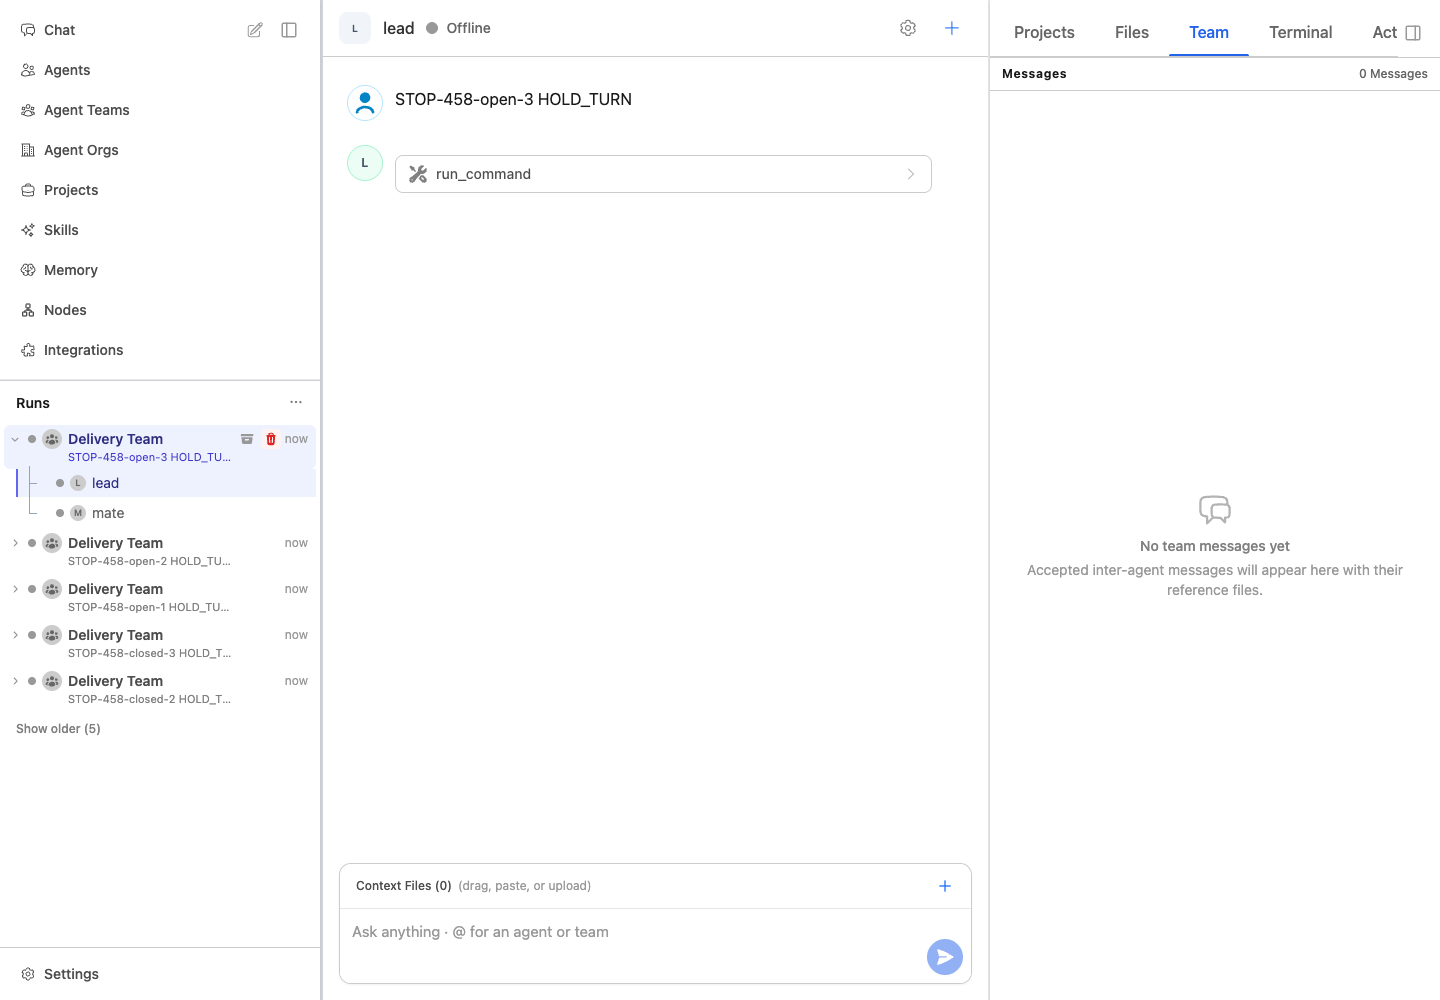 Chat
Agents
Agent Teams
Agent Orgs
Projects
Skills
Memory
Nodes
Integrations
Runs
Delivery Team
now
STOP-458-open-3 HOLD_TU...
L
lead
M
mate
Delivery Team
now
STOP-458-open-2 HOLD_TU...
Delivery Team
now
STOP-458-open-1 HOLD_TU...
Delivery Team
now
STOP-458-closed-3 HOLD_T...
Delivery Team
now
STOP-458-closed-2 HOLD_T...
Show older (5)
Settings
L
lead
Offline
STOP-458-open-3 HOLD_TURN
L
run_command
Context Files (0) (drag, paste, or upload)
Ask anything · @ for an agent or team
Projects
Files
Team
Terminal
Act
Messages
0 Messages
No team messages yet
Accepted inter-agent messages will appear here with their
reference files.